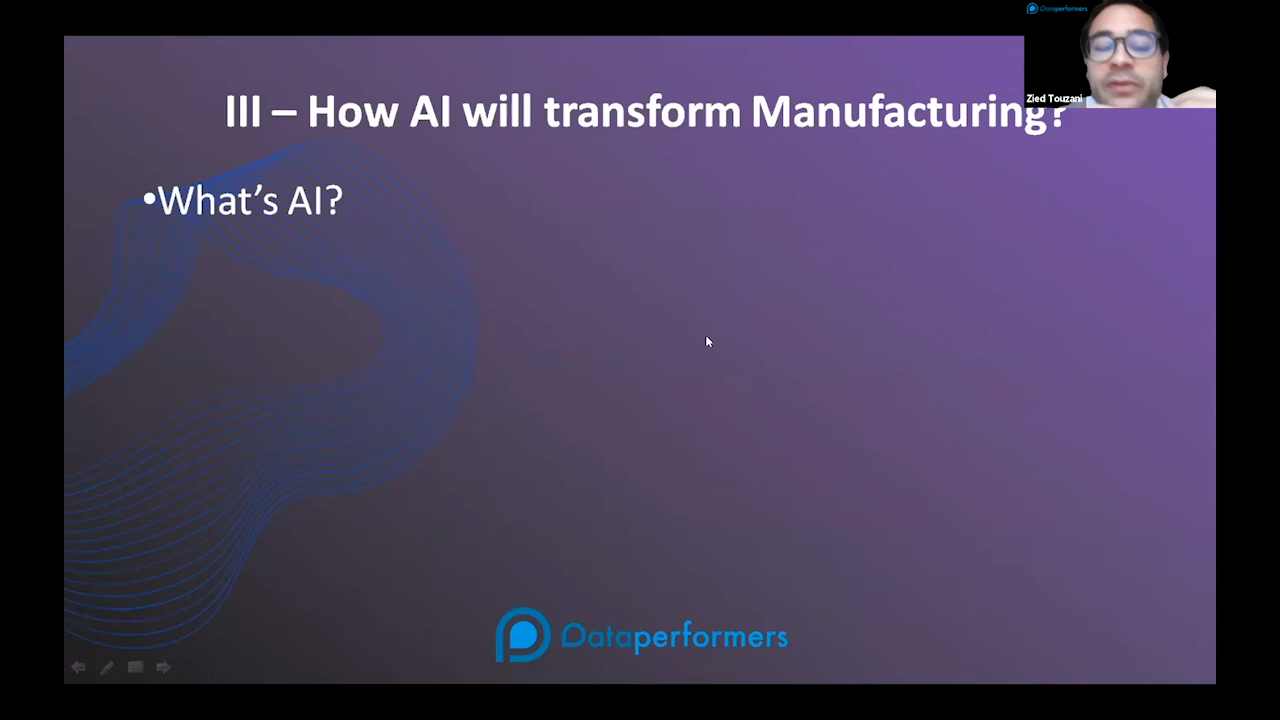 Dataperformers
Zied Touzani
III – How AI will transform Manufacturing?
•What’s AI?
Dataperformers